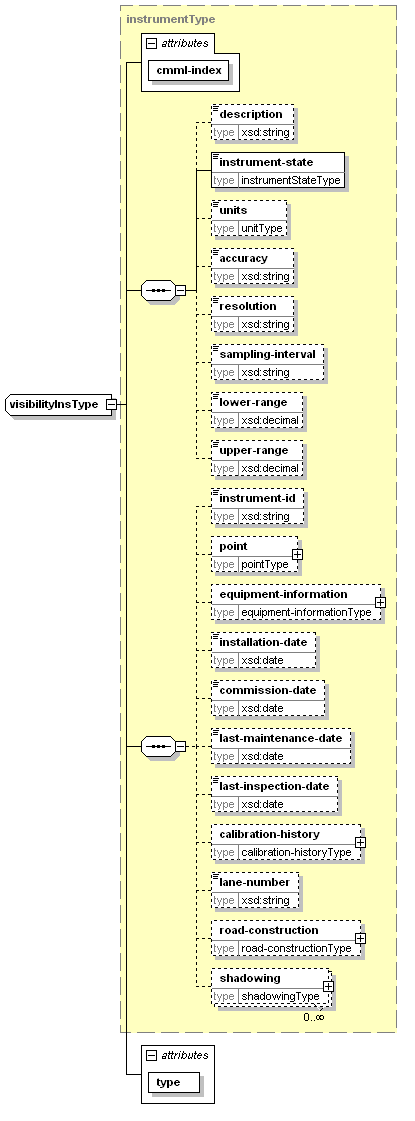 instrumentType
attributes
cmml-index
description
type xsd:string
instrument-state
type instrumentStateType
units
type unitType
accuracy
type xsd:string
resolution
type xsd:string
sampling-interval
type xsd:string
visibilityInsType
lower-range
type xsd:decimal
upper-range
type xsd:decimal
instrument-id
type xsd:string
point
type pointType
equipment-information
type equipment-informationType
installation-date
type xsd:date
commission-date
type xsd:date
last-maintenance-date
type xsd:date
last-inspection-date
type xsd:date
calibration-history
type calibration-historyType
lane-number
type xsd:string
road-construction
type road-constructionType
shadowing
type shadowingType
0..∞
attributes
type